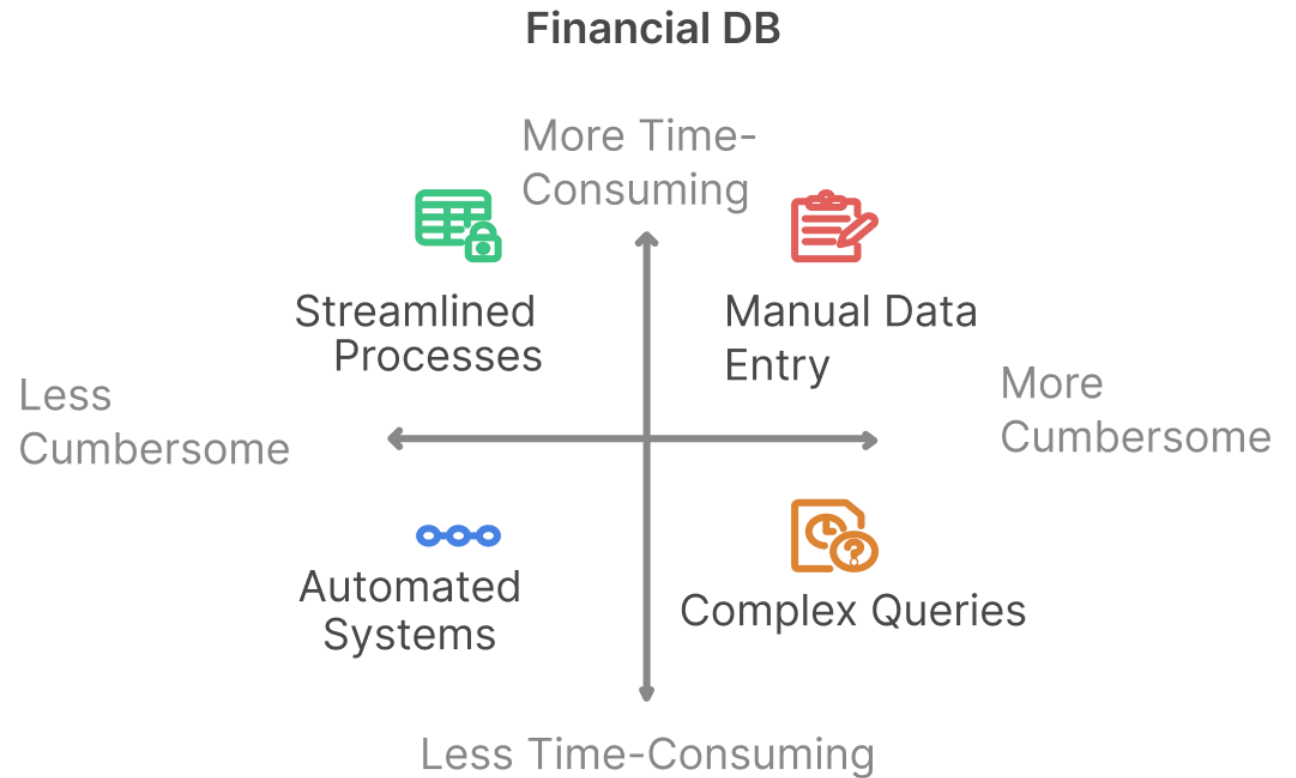 Financial DB
More Time-
Consuming
Streamlined
Processes
Manual Data
Entry
Less
Cumbersome
More
Cumbersome
Automated
Systems
?
Complex Queries
Less Time-Consuming